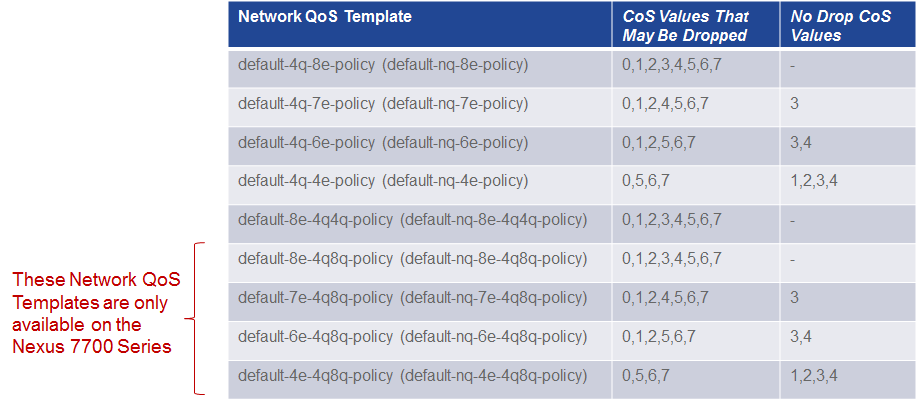 Network QoS Template CoS Values That May Be Dropped No Drop CoS Values
default-4q-8e-policy (default-nq-8e-policy) 0,1,2,3,4,5,6,7 -
default-4q-7e-policy (default-nq-7e-policy) 0,1,2,4,5,6,7 3
default-4q-6e-policy (default-nq-6e-policy) 0,1,2,5,6,7 3,4
default-4q-4e-policy (default-nq-4e-policy) 0,5,6,7 1,2,3,4
default-8e-4q4q-policy (default-nq-8e-4q4q-policy) 0,1,2,3,4,5,6,7 -
default-8e-4q8q-policy (default-nq-8e-4q8q-policy) 0,1,2,3,4,5,6,7 -
default-7e-4q8q-policy (default-nq-7e-4q8q-policy) 0,1,2,4,5,6,7 3
default-6e-4q8q-policy (default-nq-6e-4q8q-policy) 0,1,2,5,6,7 3,4
default-4e-4q8q-policy (default-nq-4e-4q8q-policy) 0,5,6,7 1,2,3,4
These Network QoS
Templates are only
available on the
Nexus 7700 Series